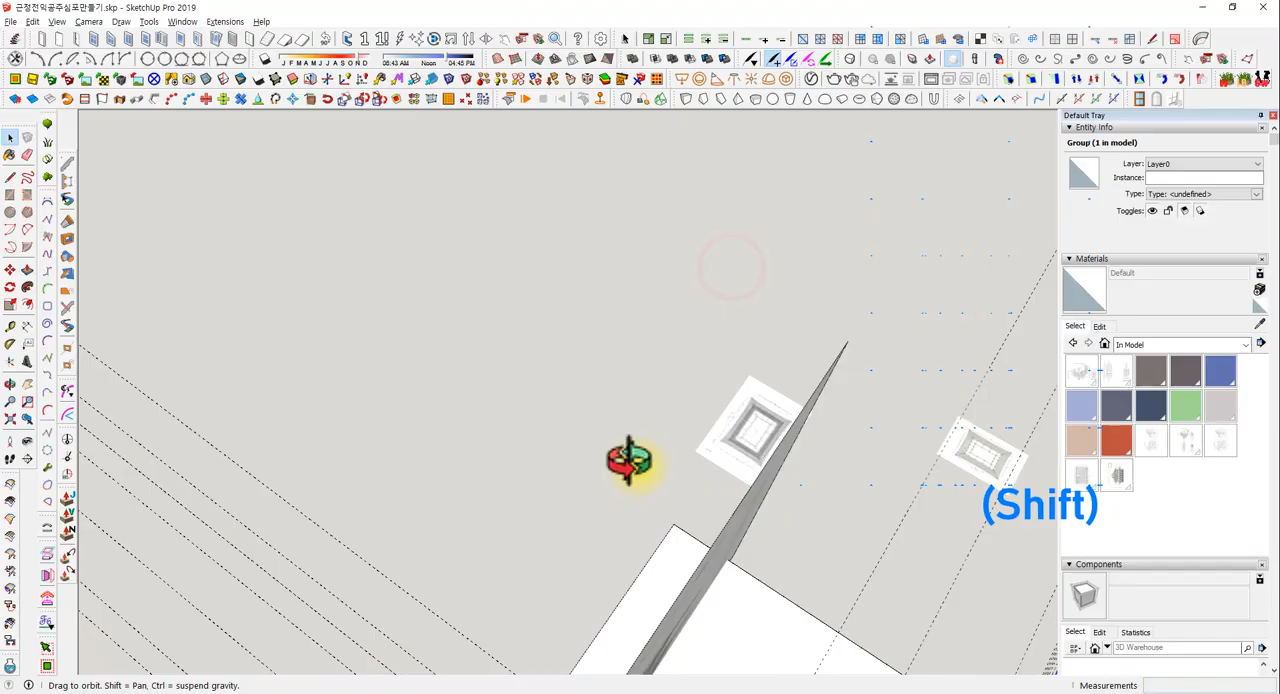 근정전익공주심포만들기.skp - SketchUp Pro 2019
File Edit View Camera Draw Tools Window Extensions Help
J F M A M J J A S O N D
06:43 AM Noon 04:45 PM
Default Tray
Entity Info
Group (1 in model)
Layer: Layer0
Instance:
Type: Type: <undefined>
Toggles:
Materials
Default
Select Edit
In Model
(Shift)
Components
Select Edit Statistics
3D Warehouse
Drag to orbit. Shift = Pan, Ctrl = suspend gravity.
Measurements